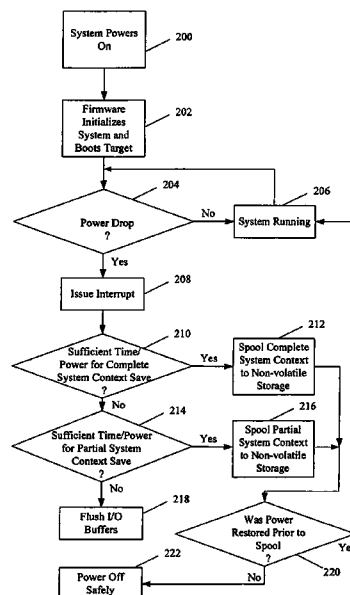 System Powers
On
200
Firmware
Initializes
System and
Boots Target
202
204
Power Drop
?
No
206
System Running
Yes
208
Issue Interrupt
210
Sufficient Time/
Power for Complete
System Context Save
?
Yes
212
Spool Complete
System Context
to Non-volatile
Storage
No
214
Sufficient Time/Power
for Partial System
Context Save
?
Yes
216
Spool Partial System
Context to Non-volatile
Storage
No
218
Flush I/O
Buffers
Was Power
Restored Prior to
Spool
?
220
No
222
Power Off
Safely